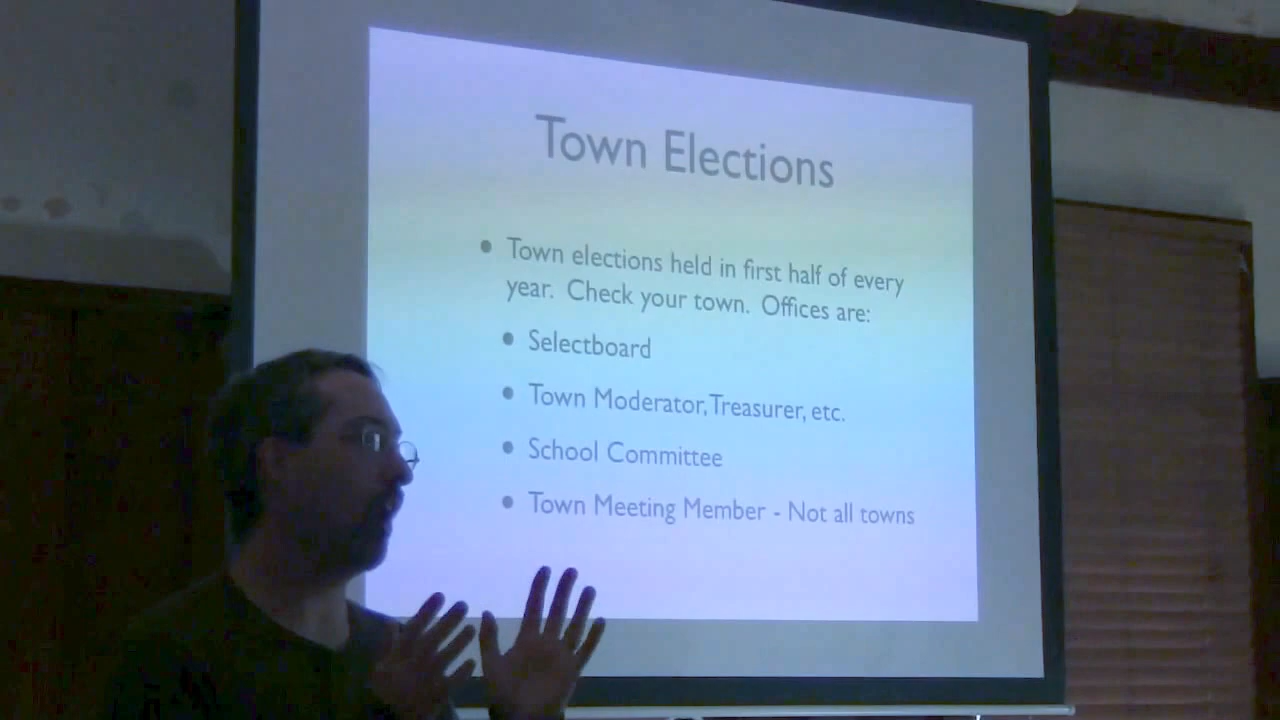 Town Elections
• Town elections held in first half of every
year. Check your town. Offices are:
• Selectboard
• Town Moderator, Treasurer, etc.
• School Committee
• Town Meeting Member - Not all towns